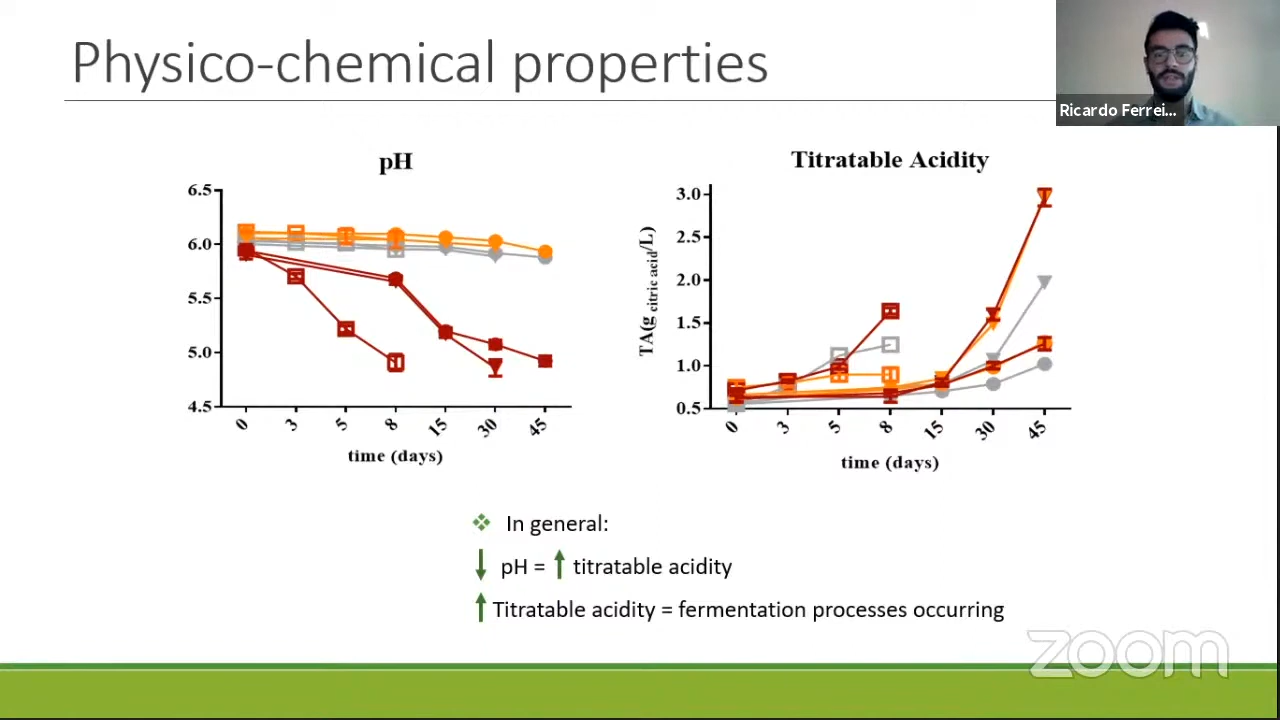 Physico-chemical properties
Ricardo Ferrei...
pH
6.5
6.0
5.5
5.0
4.5
0
3
5
8
15
30
45
time (days)
Titratable Acidity
TA(g citric acid/L)
3.0
2.5
2.0
1.5
1.0
0.5
0
3
5
8
15
30
45
time (days)
In general:
pH = titratable acidity
Titratable acidity = fermentation processes occurring
zoom